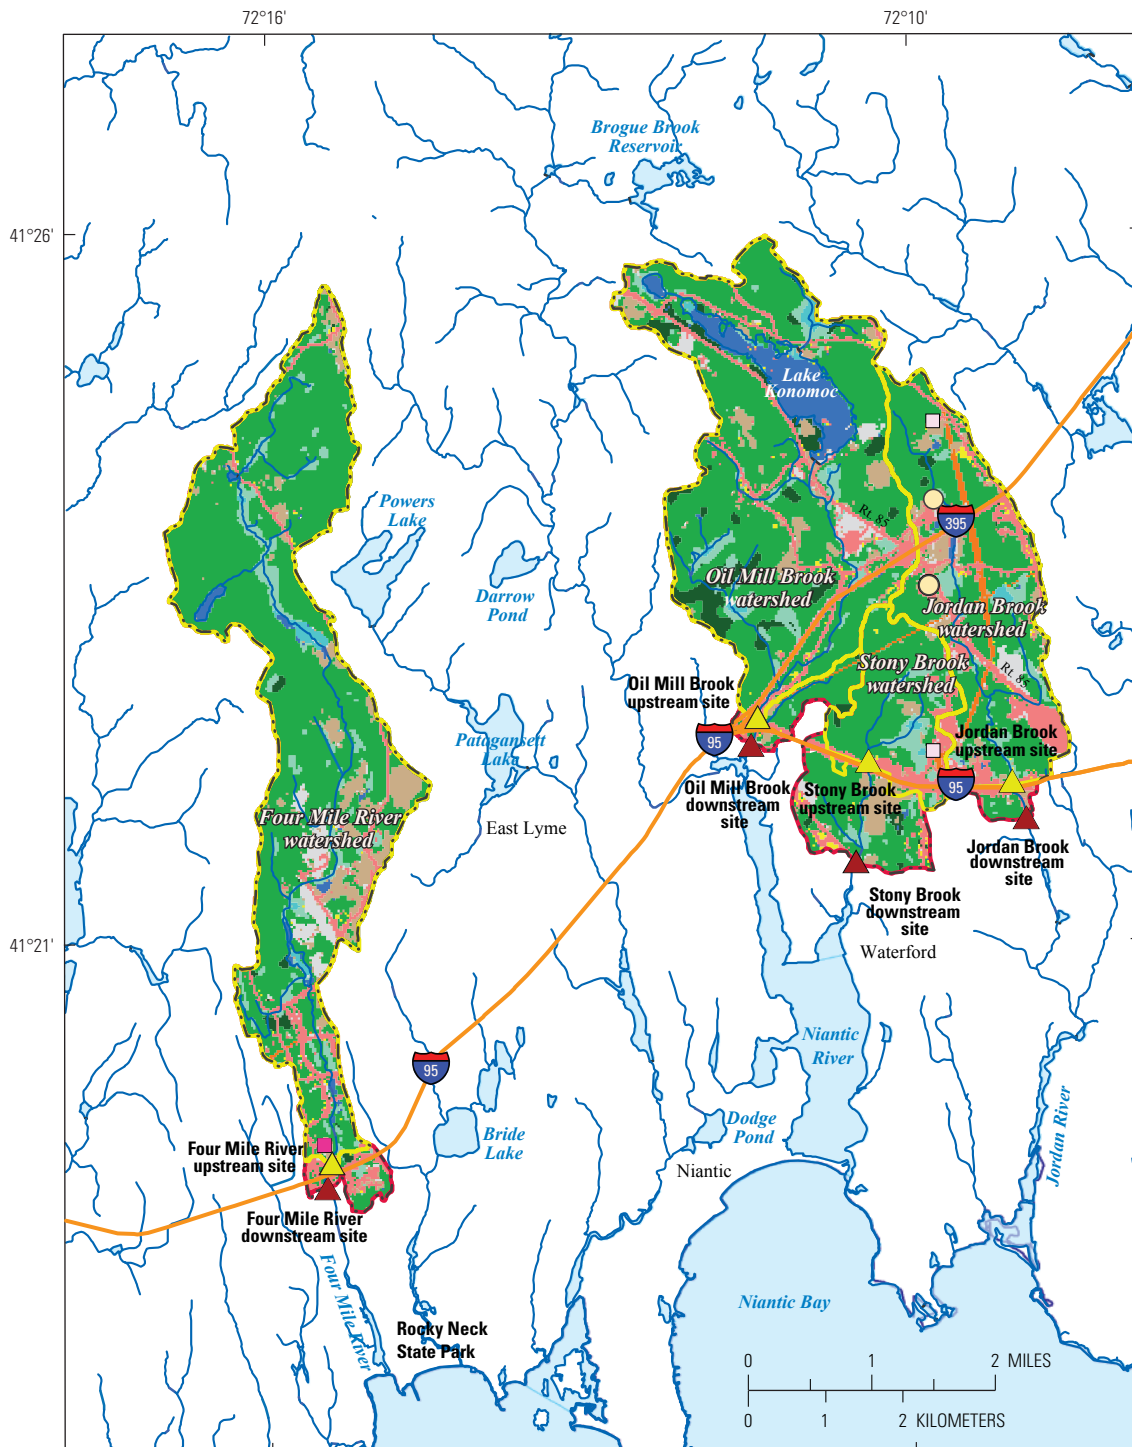 72°16'
72°10'
Brogue Brook
Reservoir
41°26'
Lake
Konomoc
Powers
Lake
Rt. 85
395
Darrow
Pond
Oil Mill Brook
watershed
Jordan Brook
watershed
Stony Brook
watershed
Rt. 85
Oil Mill Brook
upstream site
95
Patagansett
Lake
Jordan Brook
upstream site
Oil Mill Brook
downstream
site
Stony Brook
upstream site
95
East Lyme
Four Mile River
watershed
Jordan Brook
downstream
site
Stony Brook
downstream
site
41°21'
Waterford
Niantic
River
95
Bride
Lake
Dodge
Pond
Jordan River
Four Mile River
upstream site
Niantic
Four Mile River
downstream site
Four Mile River
Niantic Bay
Rocky Neck
State Park
0 1 2 MILES
0 1 2 KILOMETERS